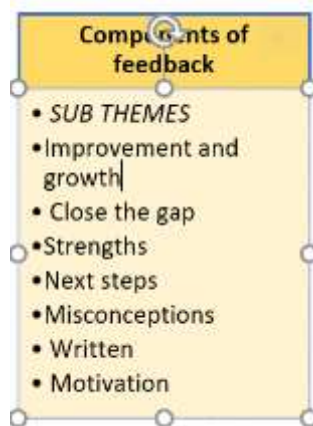 Components of
feedback
• SUB THEMES
•Improvement and
growth
• Close the gap
•Strengths
•Next steps
•Misconceptions
• Written
• Motivation